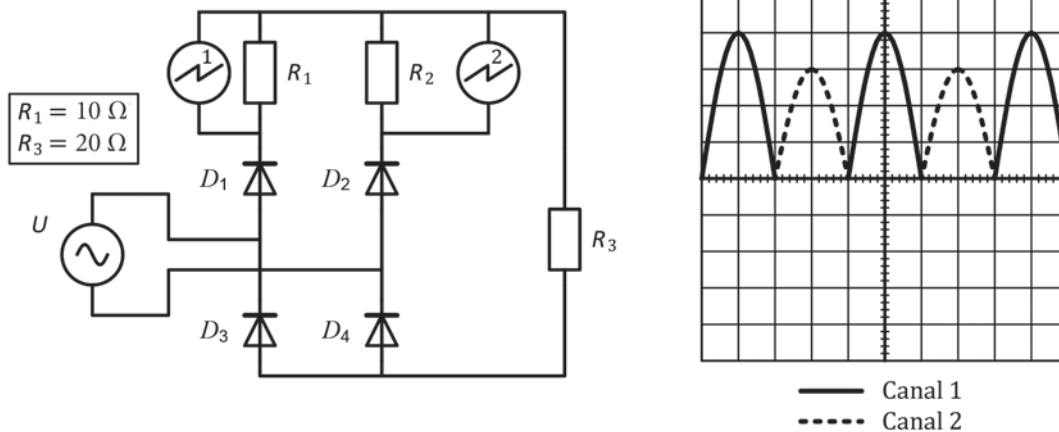 1
R₁
R₂
2
R₁ = 10 Ω
R₃ = 20 Ω
D₁
D₂
U
R₃
D₃
D₄
Canal 1
Canal 2